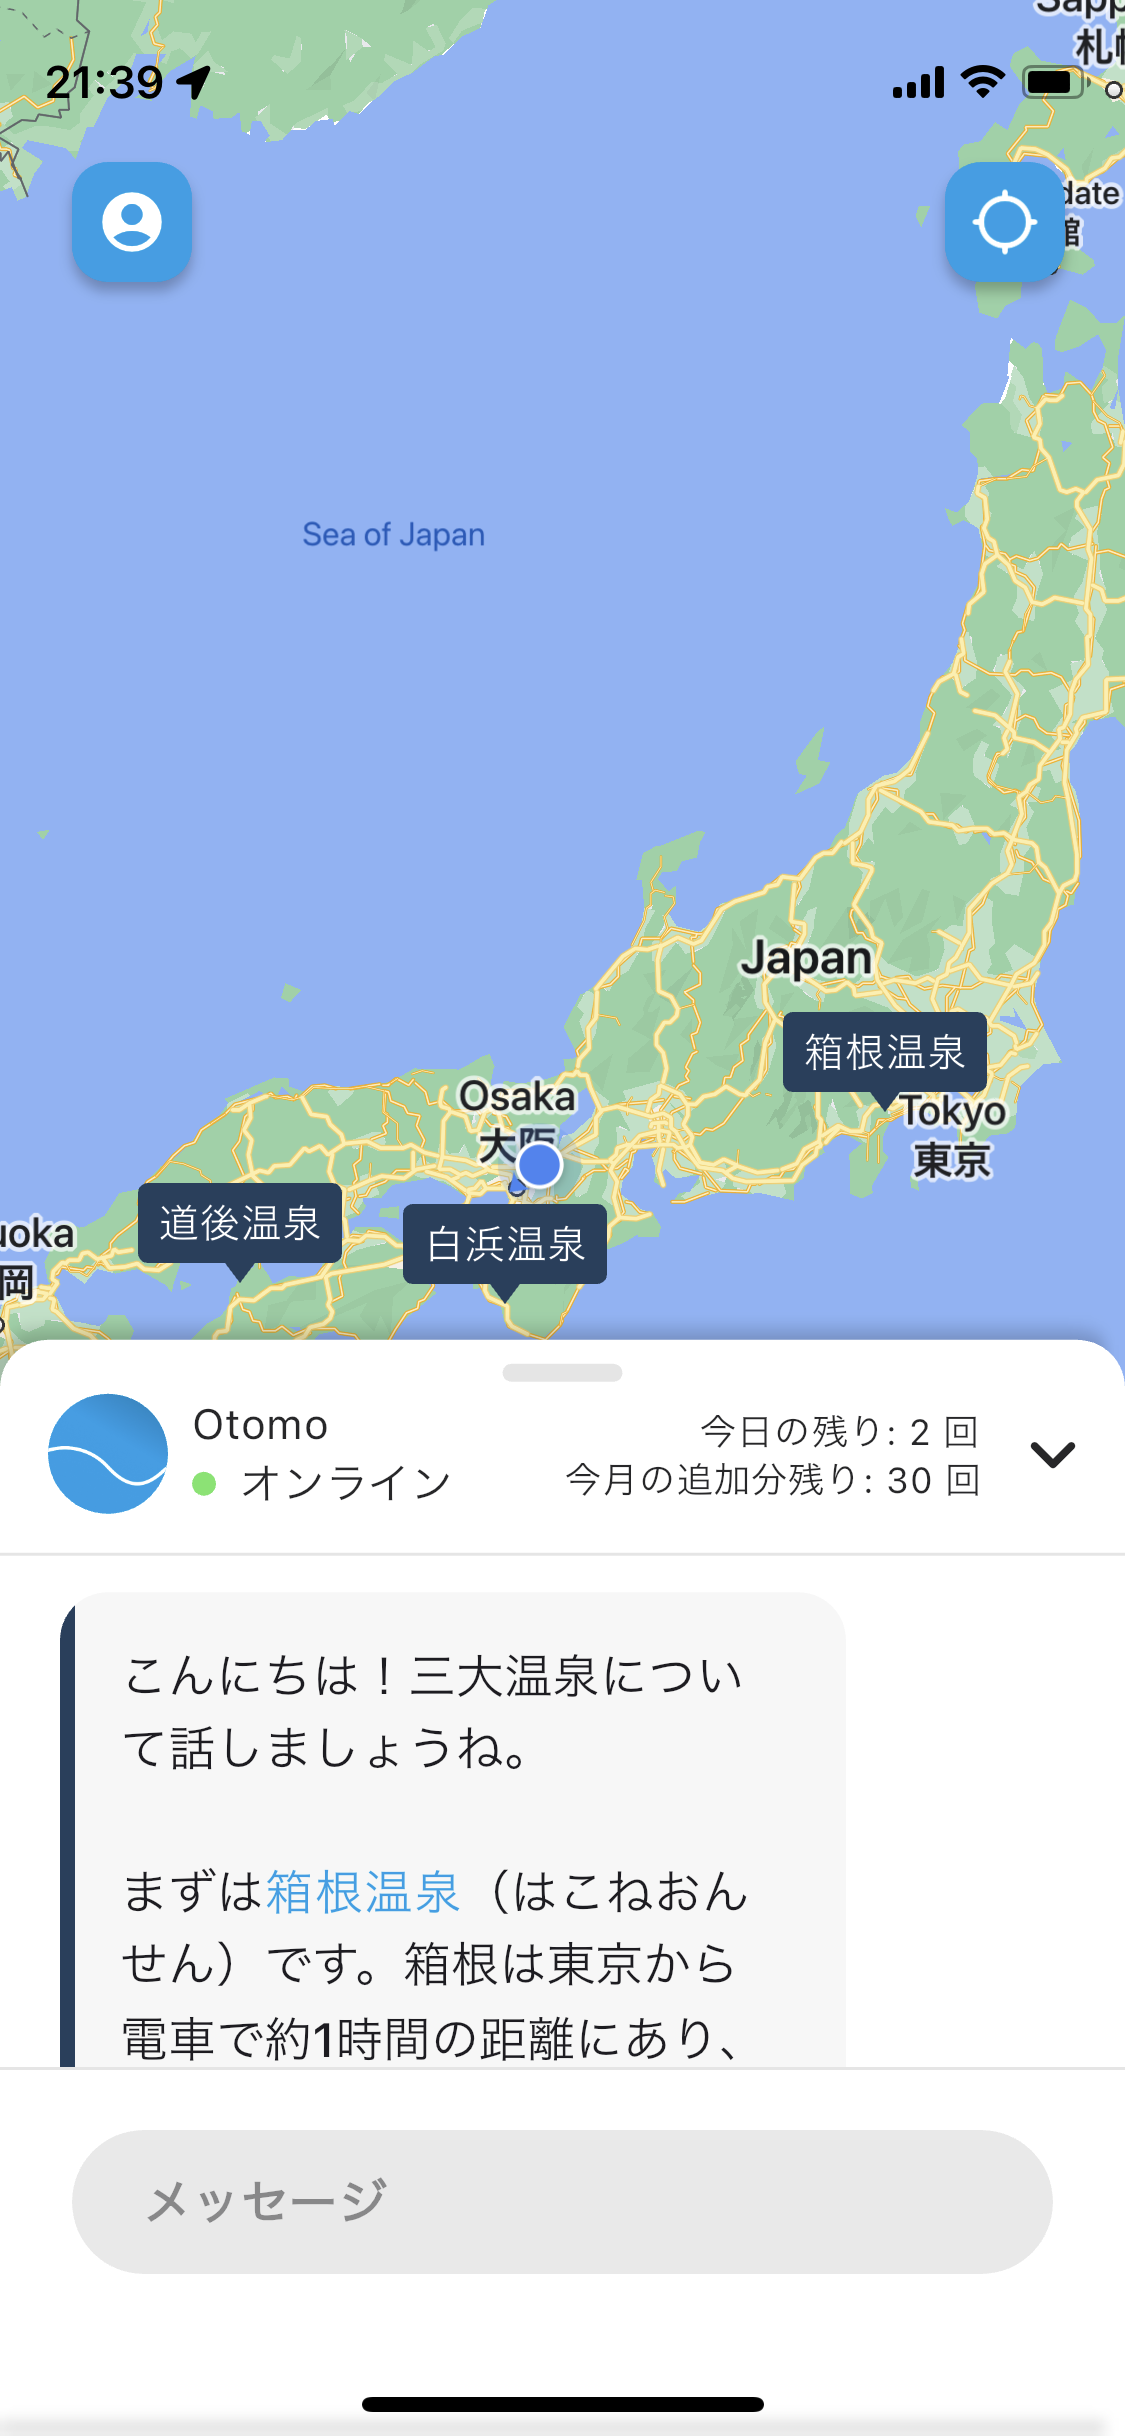 21:39
Sea of Japan
Japan
箱根温泉
Osaka
大阪
Tokyo
東京
道後温泉
白浜温泉
uoka
岡
Otomo
オンライン
今日の残り: 2 回
今月の追加分残り: 30 回
こんにちは！三大温泉につい
て話しましょうね。
まずは箱根温泉（はこねおん
せん）です。箱根は東京から
電車で約1時間の距離にあり、
メッセージ